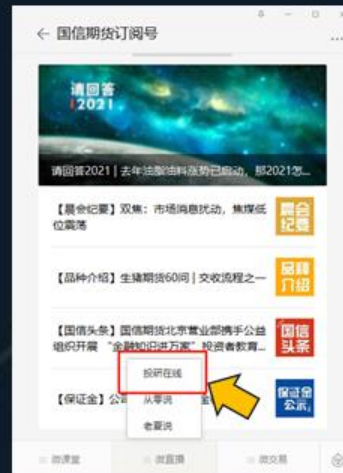 国信期货订阅号
请回答
2021
请回答2021 | 去年油脂油料涨势已启动，那2021怎...
【晨会纪要】双焦：市场消息扰动，焦煤低
位震荡
晨会
纪要
【品种介绍】生猪期货60问 | 交收流程之一
品种
介绍
【国信头条】国信期货北京营业部携手公益
组织开展 “金融知识进万家”投资者教育...
国信
头条
投研在线
【保证金】公
金
保证金
公示
从零说
老夏说
微课堂
微直播
微交易